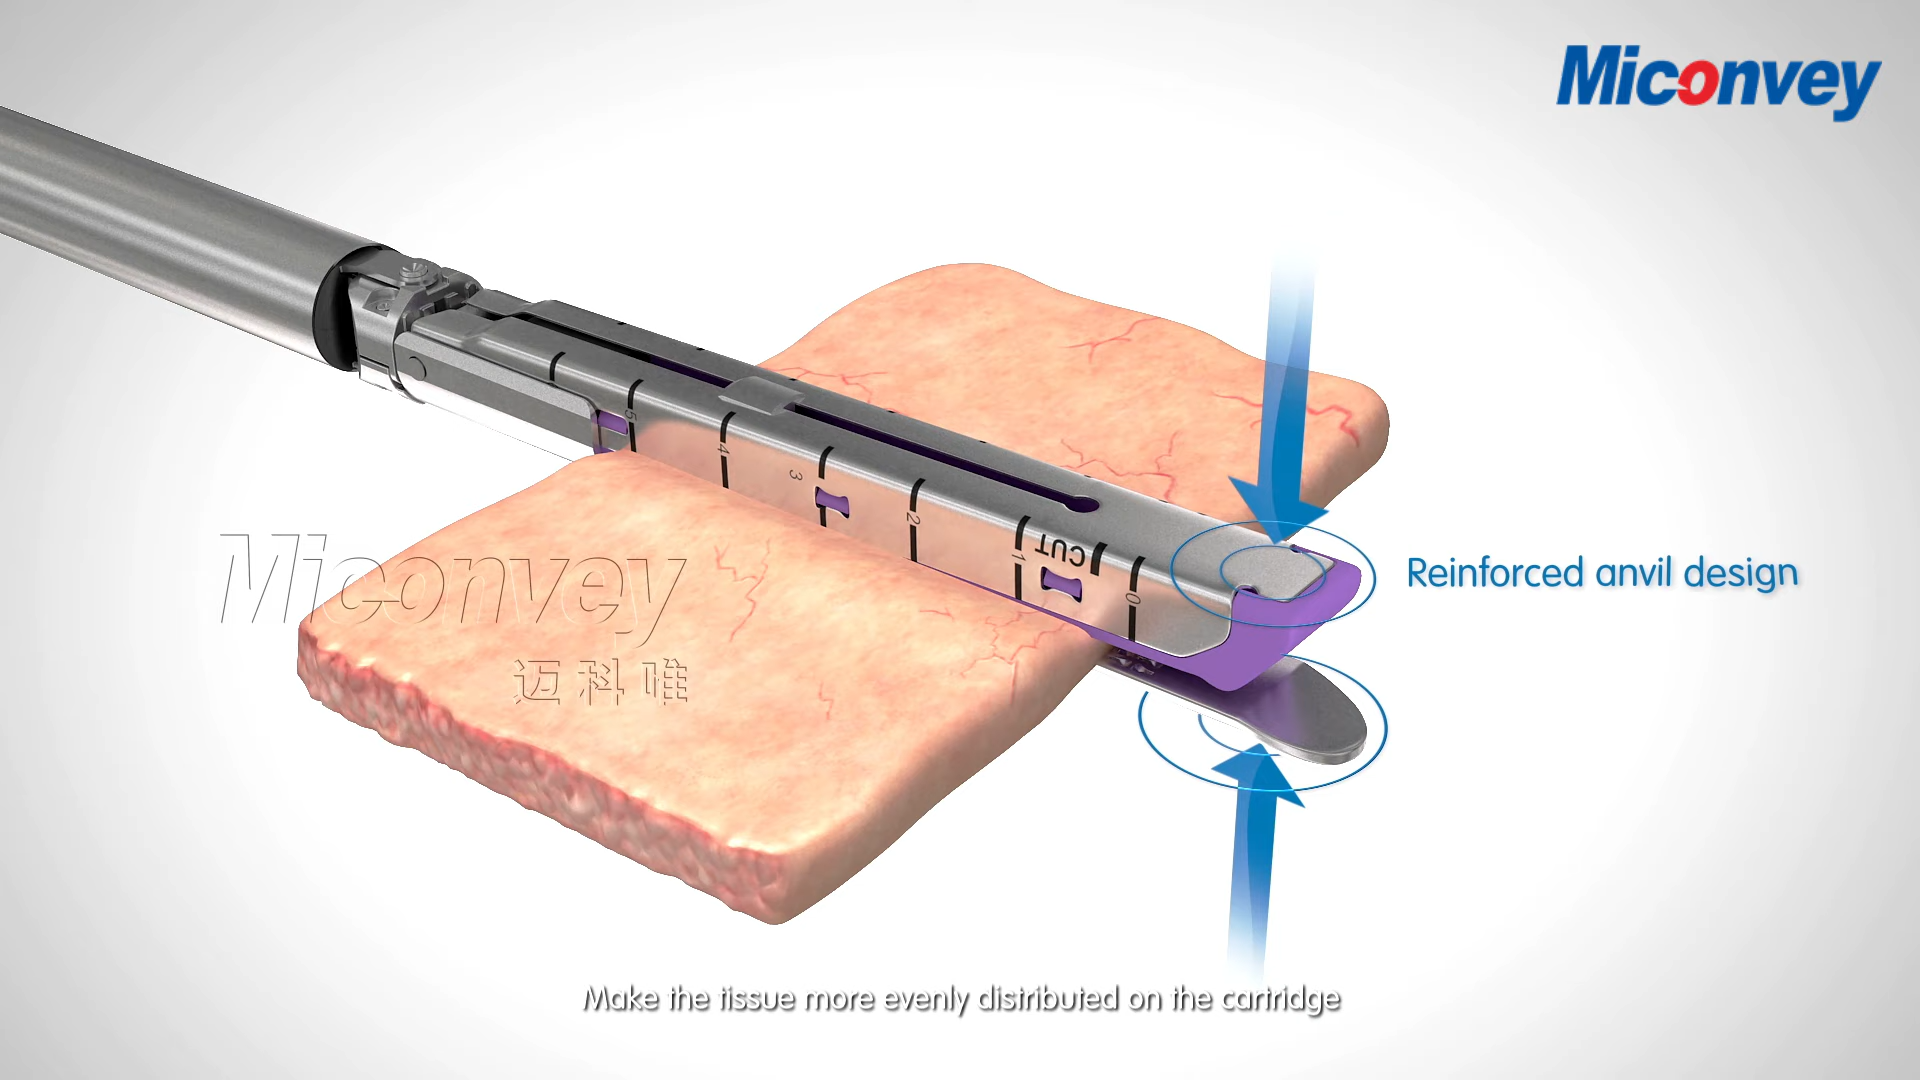 Miconvey
5
4
3
2
1
CUT
0
Reinforced anvil design
Miconvey
迈科唯
Make the tissue more evenly distributed on the cartridge